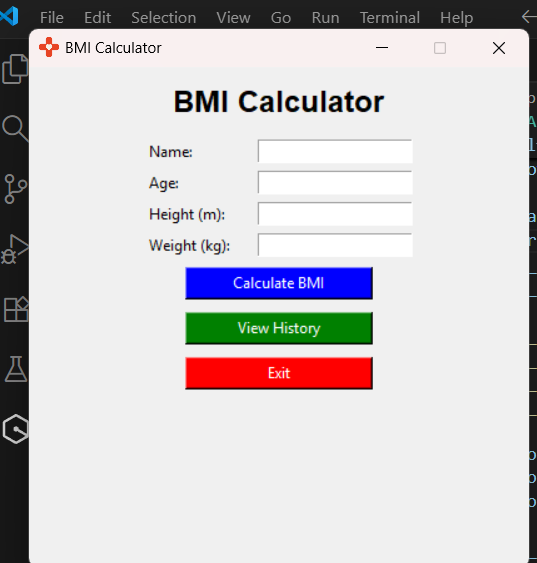 File Edit Selection View Go Run Terminal Help
BMI Calculator
BMI Calculator
Name:
Age:
Height (m):
Weight (kg):
Calculate BMI
View History
Exit